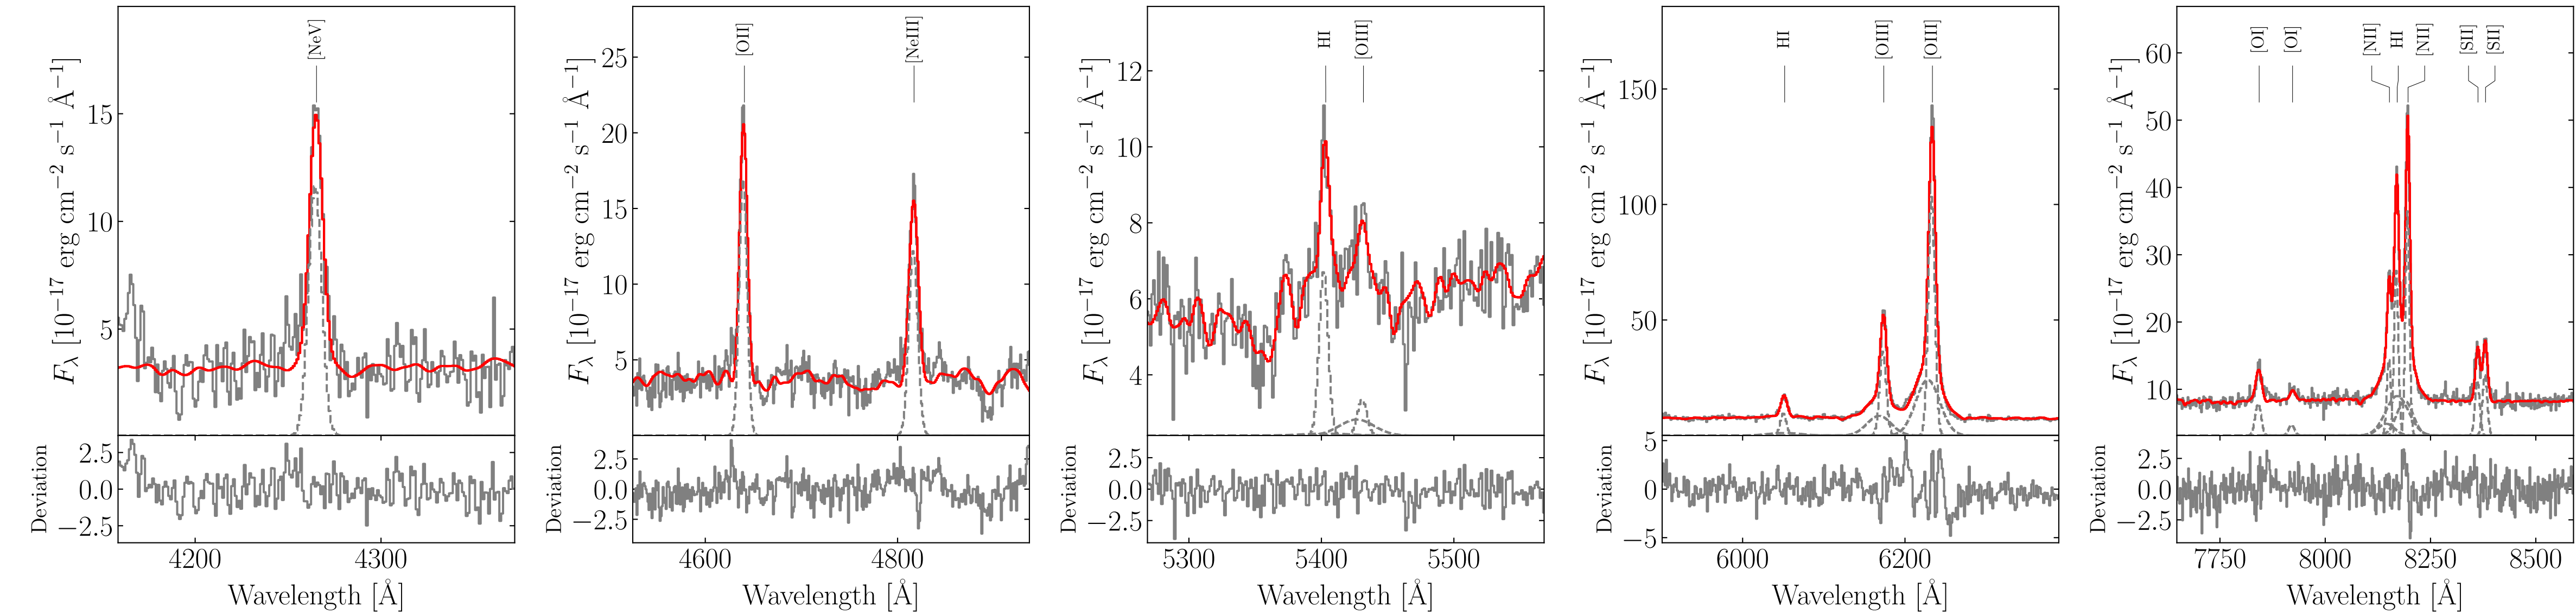 [NeV]
15
10
5
F_λ [10^−17 erg cm^−2 s^−1 Å^−1]
2.5
0.0
−2.5
Deviation
4200 4300
Wavelength [Å]
[OII] [NeIII]
25
20
15
10
5
F_λ [10^−17 erg cm^−2 s^−1 Å^−1]
2.5
0.0
−2.5
Deviation
4600 4800
Wavelength [Å]
HI [OIII]
12
10
8
6
4
F_λ [10^−17 erg cm^−2 s^−1 Å^−1]
2.5
0.0
−2.5
Deviation
5300 5400 5500
Wavelength [Å]
HI [OIII] [OIII]
150
100
50
F_λ [10^−17 erg cm^−2 s^−1 Å^−1]
5
0
−5
Deviation
6000 6200
Wavelength [Å]
[OI] [OI] [NII] HI [NII] [SII] [SII]
60
50
40
30
20
10
F_λ [10^−17 erg cm^−2 s^−1 Å^−1]
2.5
0.0
−2.5
Deviation
7750 8000 8250 8500
Wavelength [Å]